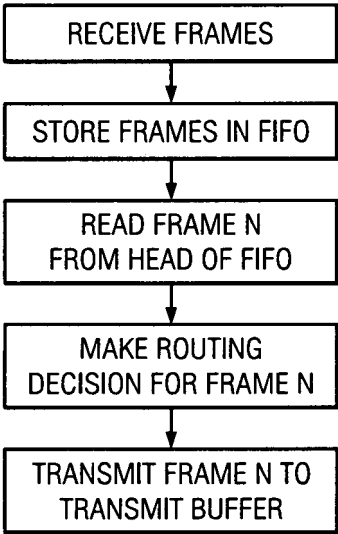 RECEIVE FRAMES
STORE FRAMES IN FIFO
READ FRAME N
FROM HEAD OF FIFO
MAKE ROUTING
DECISION FOR FRAME N
TRANSMIT FRAME N TO
TRANSMIT BUFFER